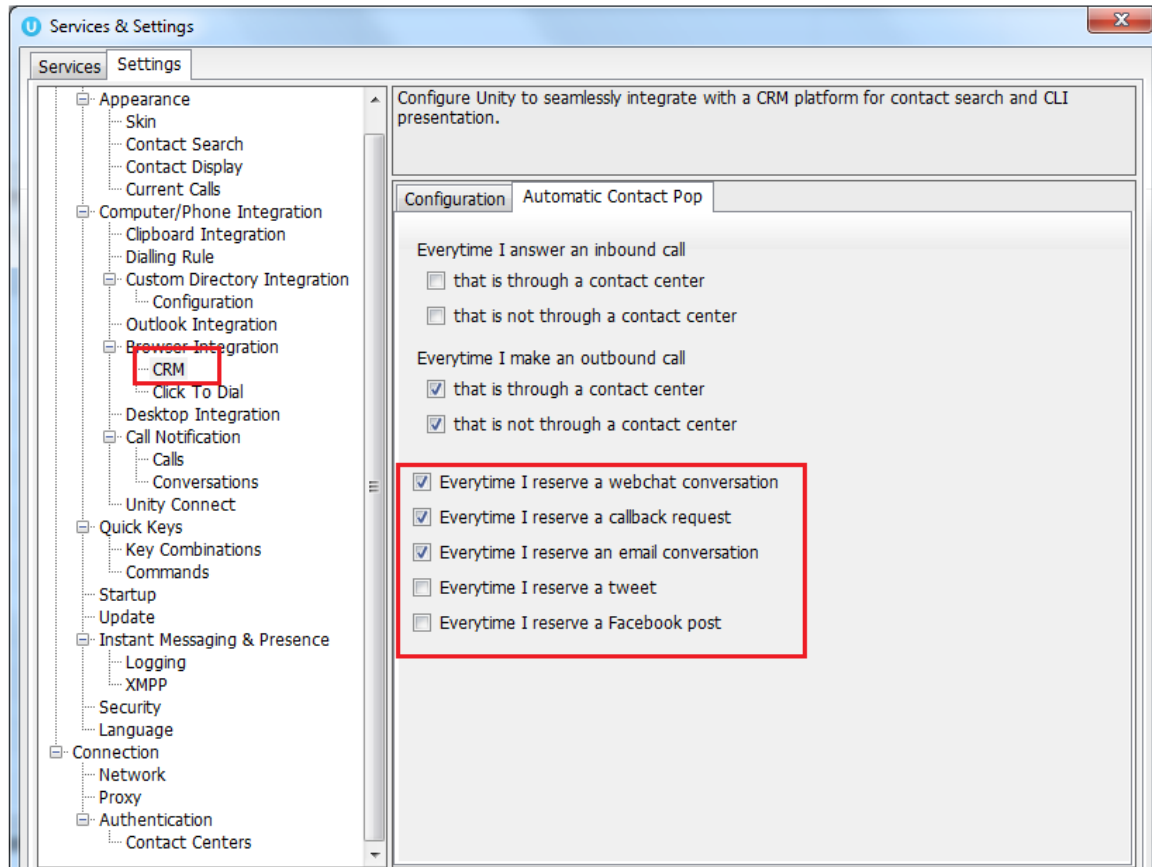 Services & Settings
Services
Settings
Appearance
Skin
Contact Search
Contact Display
Current Calls
Computer/Phone Integration
Clipboard Integration
Dialling Rule
Custom Directory Integration
Configuration
Outlook Integration
Browser Integration
CRM
Click To Dial
Desktop Integration
Call Notification
Calls
Conversations
Unity Connect
Quick Keys
Key Combinations
Commands
Startup
Update
Instant Messaging & Presence
Logging
XMPP
Security
Language
Connection
Network
Proxy
Authentication
Contact Centers
Configure Unity to seamlessly integrate with a CRM platform for contact search and CLI
presentation.
Configuration
Automatic Contact Pop
Everytime I answer an inbound call
that is through a contact center
that is not through a contact center
Everytime I make an outbound call
that is through a contact center
that is not through a contact center
Everytime I reserve a webchat conversation
Everytime I reserve a callback request
Everytime I reserve an email conversation
Everytime I reserve a tweet
Everytime I reserve a Facebook post